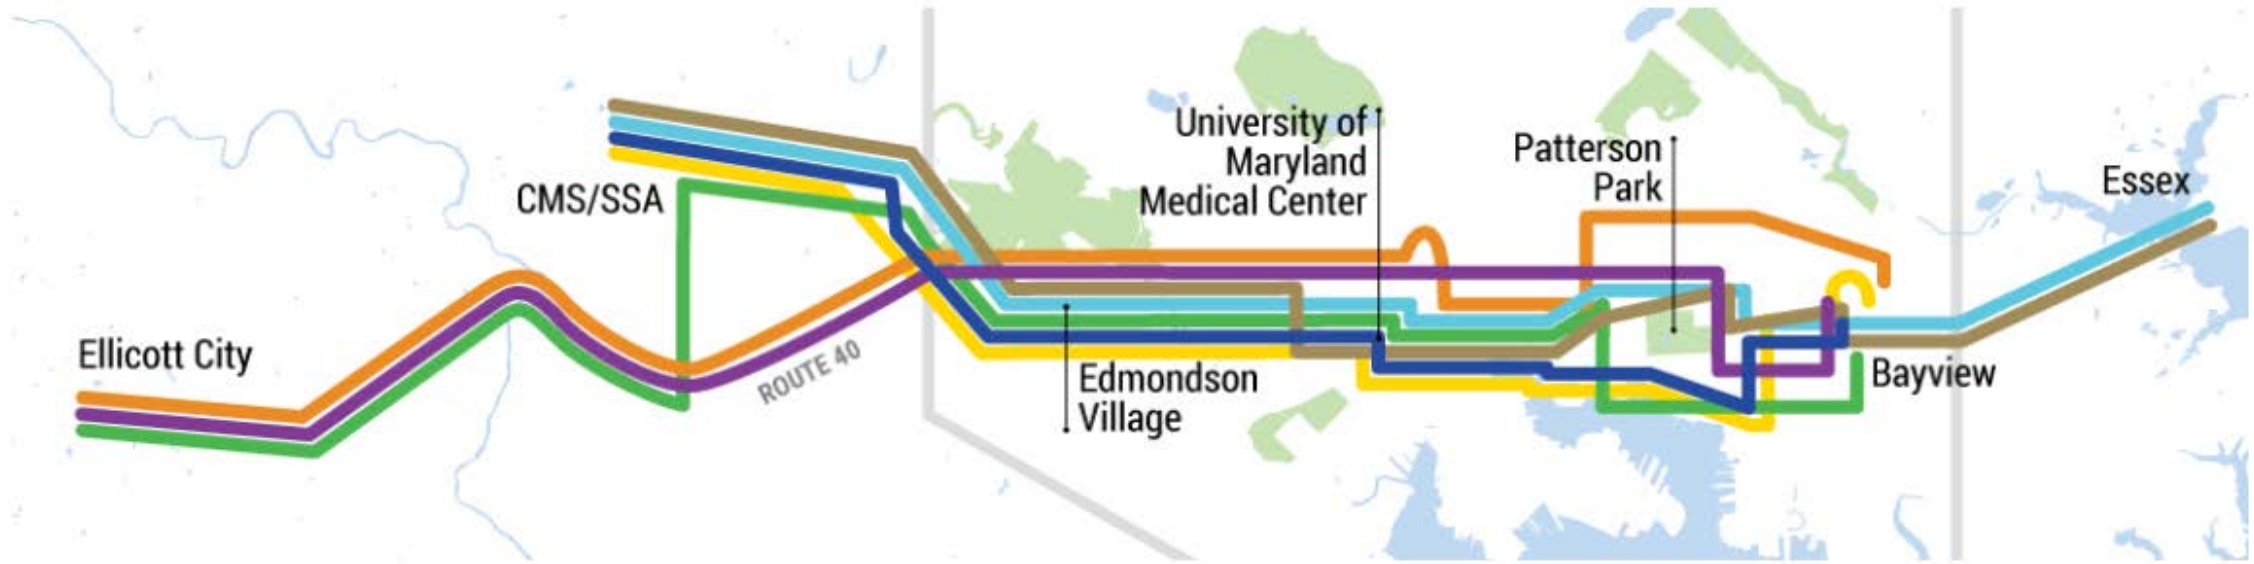 University of
Maryland
Medical Center
Patterson
Park
Essex
CMS/SSA
Ellicott City
ROUTE 40
Edmondson
Village
Bayview